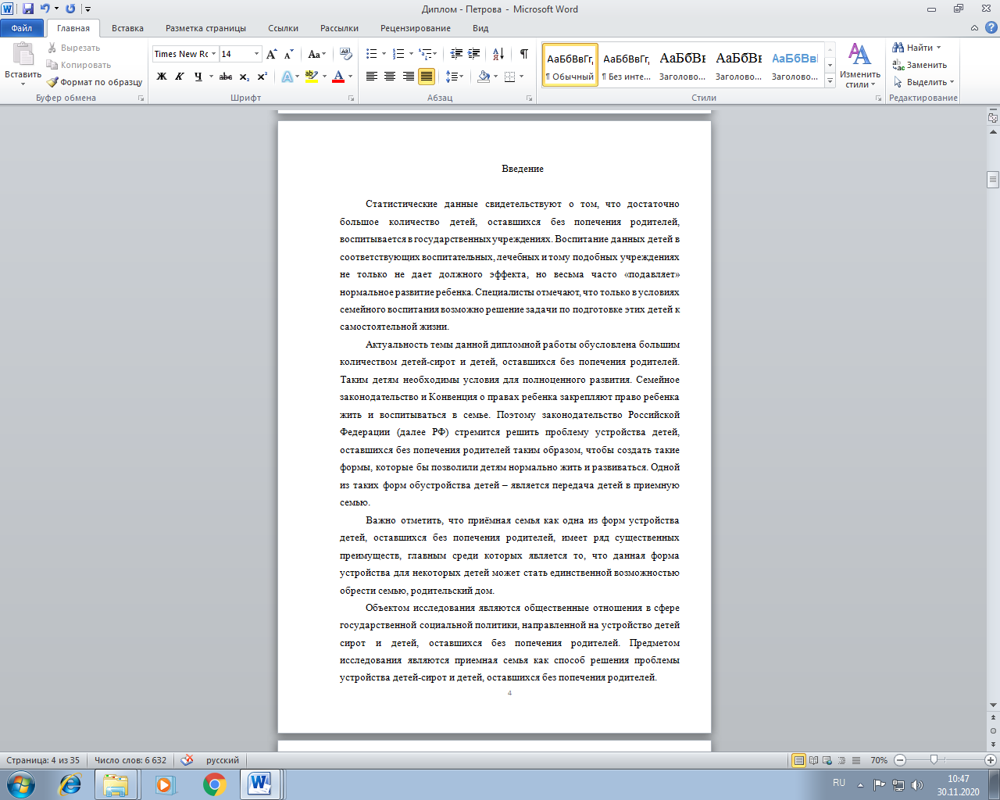 Диплом - Петрова - Microsoft Word
Файл Главная Вставка Разметка страницы Ссылки Рассылки Рецензирование Вид
Вставить
Вырезать
Копировать
Формат по образцу
Буфер обмена
Times New Rc 14
Ж К Ч abc x₂ x²
Шрифт
Абзац
АаБбВвГг, АаБбВвГг, АаБбВв АаБбВв АаБбВв
¶ Обычный ¶ Без инте... Заголово... Заголово... Заголово...
Изменить стили
Стили
Найти
Заменить
Выделить
Редактирование
Введение
Статистические данные свидетельствуют о том, что достаточно
большое количество детей, оставшихся без попечения родителей,
воспитывается в государственных учреждениях. Воспитание данных детей в
соответствующих воспитательных, лечебных и тому подобных учреждениях
не только не дает должного эффекта, но весьма часто «подавляет»
нормальное развитие ребенка. Специалисты отмечают, что только в условиях
семейного воспитания возможно решение задачи по подготовке этих детей к
самостоятельной жизни.
Актуальность темы данной дипломной работы обусловлена большим
количеством детей-сирот и детей, оставшихся без попечения родителей.
Таким детям необходимы условия для полноценного развития. Семейное
законодательство и Конвенция о правах ребенка закрепляют право ребенка
жить и воспитываться в семье. Поэтому законодательство Российской
Федерации (далее РФ) стремится решить проблему устройства детей,
оставшихся без попечения родителей таким образом, чтобы создать такие
формы, которые бы позволили детям нормально жить и развиваться. Одной
из таких форм обустройства детей – является передача детей в приемную
семью.
Важно отметить, что приёмная семья как одна из форм устройства
детей, оставшихся без попечения родителей, имеет ряд существенных
преимуществ, главным среди которых является то, что данная форма
устройства для некоторых детей может стать единственной возможностью
обрести семью, родительский дом.
Объектом исследования являются общественные отношения в сфере
государственной социальной политики, направленной на устройство детей
сирот и детей, оставшихся без попечения родителей. Предметом
исследования являются приемная семья как способ решения проблемы
устройства детей-сирот и детей, оставшихся без попечения родителей.
4
Страница: 4 из 35 Число слов: 6 632 русский 70%
RU 10:47
30.11.2020